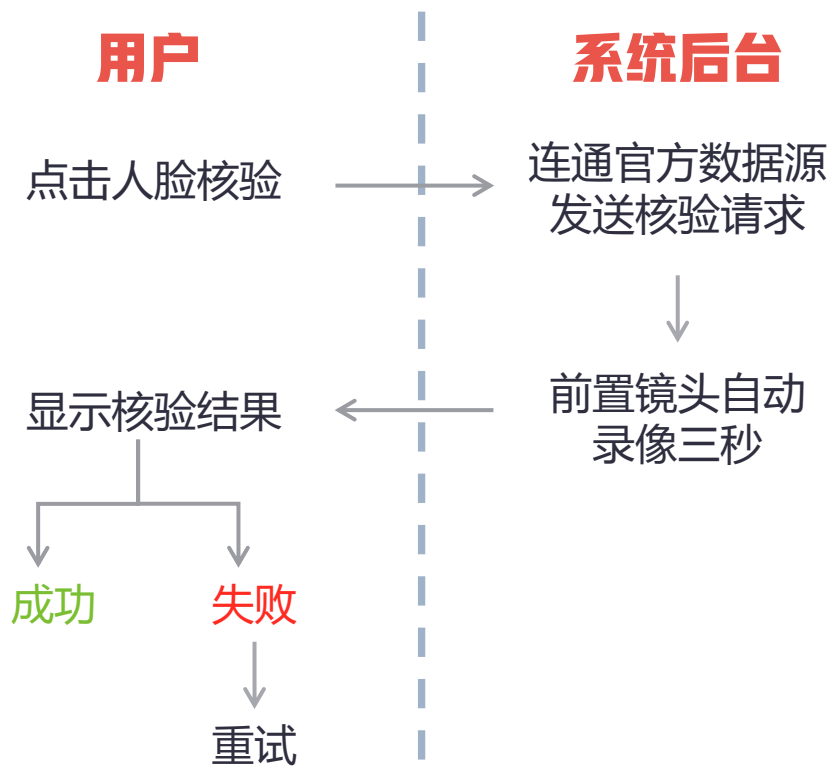 用户
系统后台
点击人脸核验
连通官方数据源
发送核验请求
显示核验结果
前置镜头自动
录像三秒
成功
失败
重试